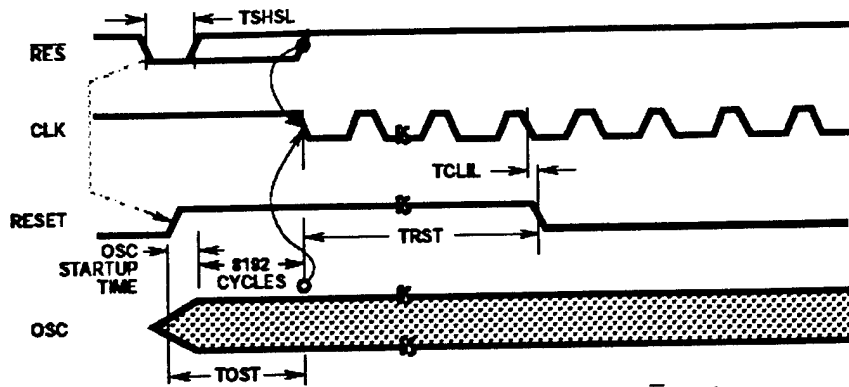 TSHSL
RES
CLK
TCLIL
RESET
TRST
OSC
STARTUP
TIME
8192
CYCLES
OSC
TOST